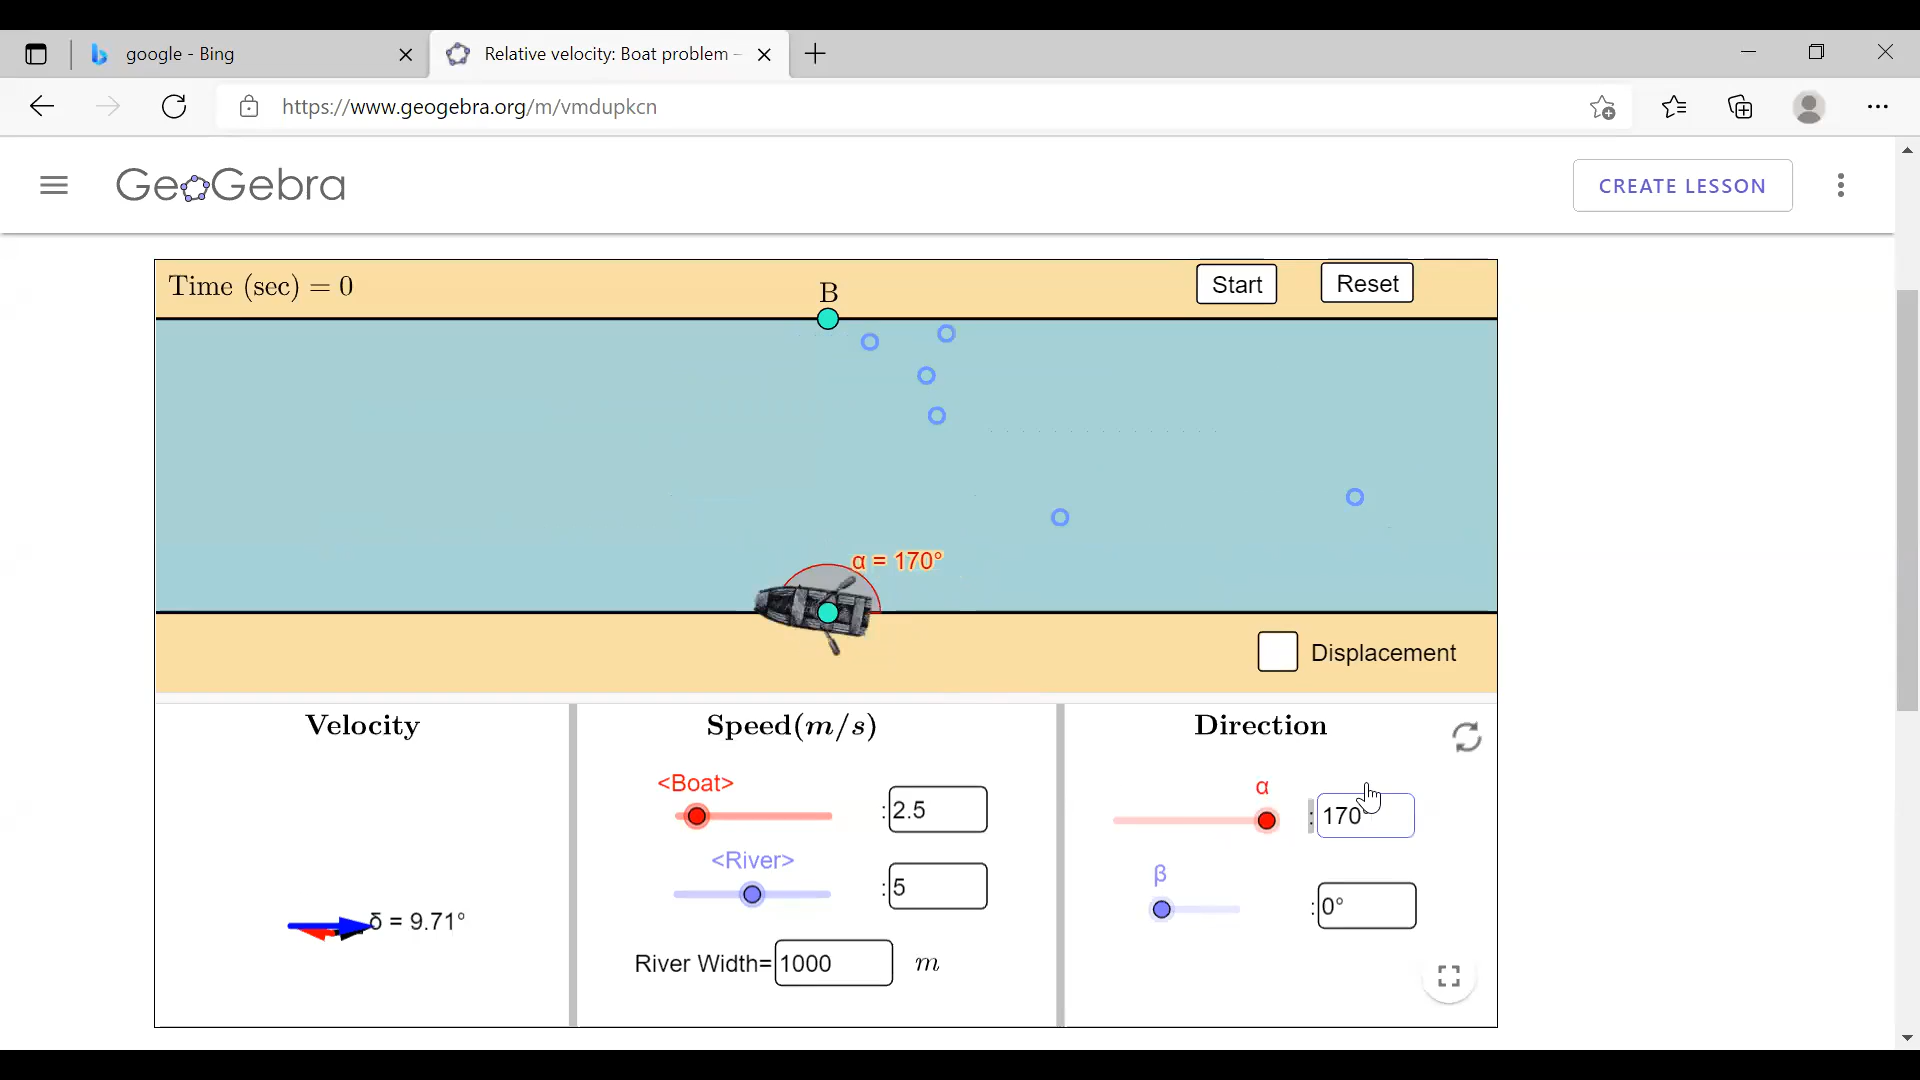 google - Bing
Relative velocity: Boat problem –
https://www.geogebra.org/m/vmdupkcn
GeoGebra
CREATE LESSON
Time (sec) = 0
B
Start
Reset
α = 170°
Displacement
Velocity
Speed(m/s)
Direction
<Boat>
:2.5
α
:170°
<River>
:5
β
:0°
δ = 9.71°
River Width=1000 m